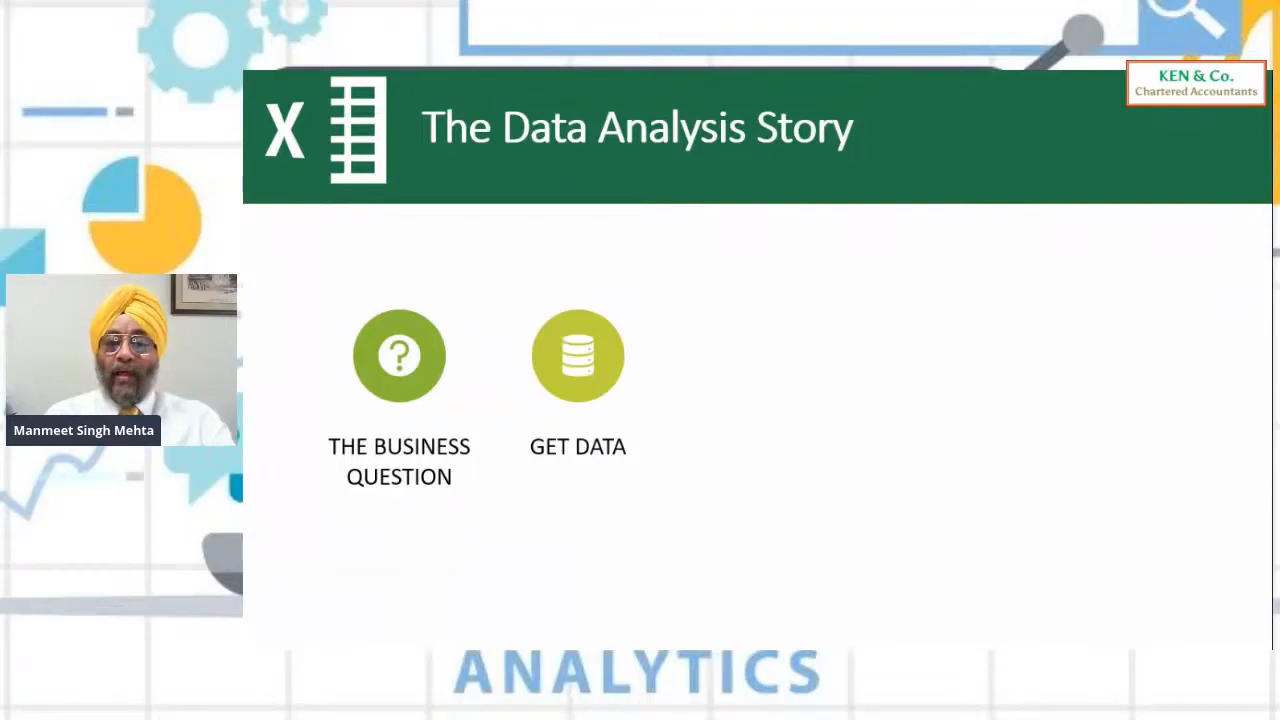 KEN & Co.
Chartered Accountants
X
The Data Analysis Story
THE BUSINESS
QUESTION
?
GET DATA
Manmeet Singh Mehta
ANALYTICS